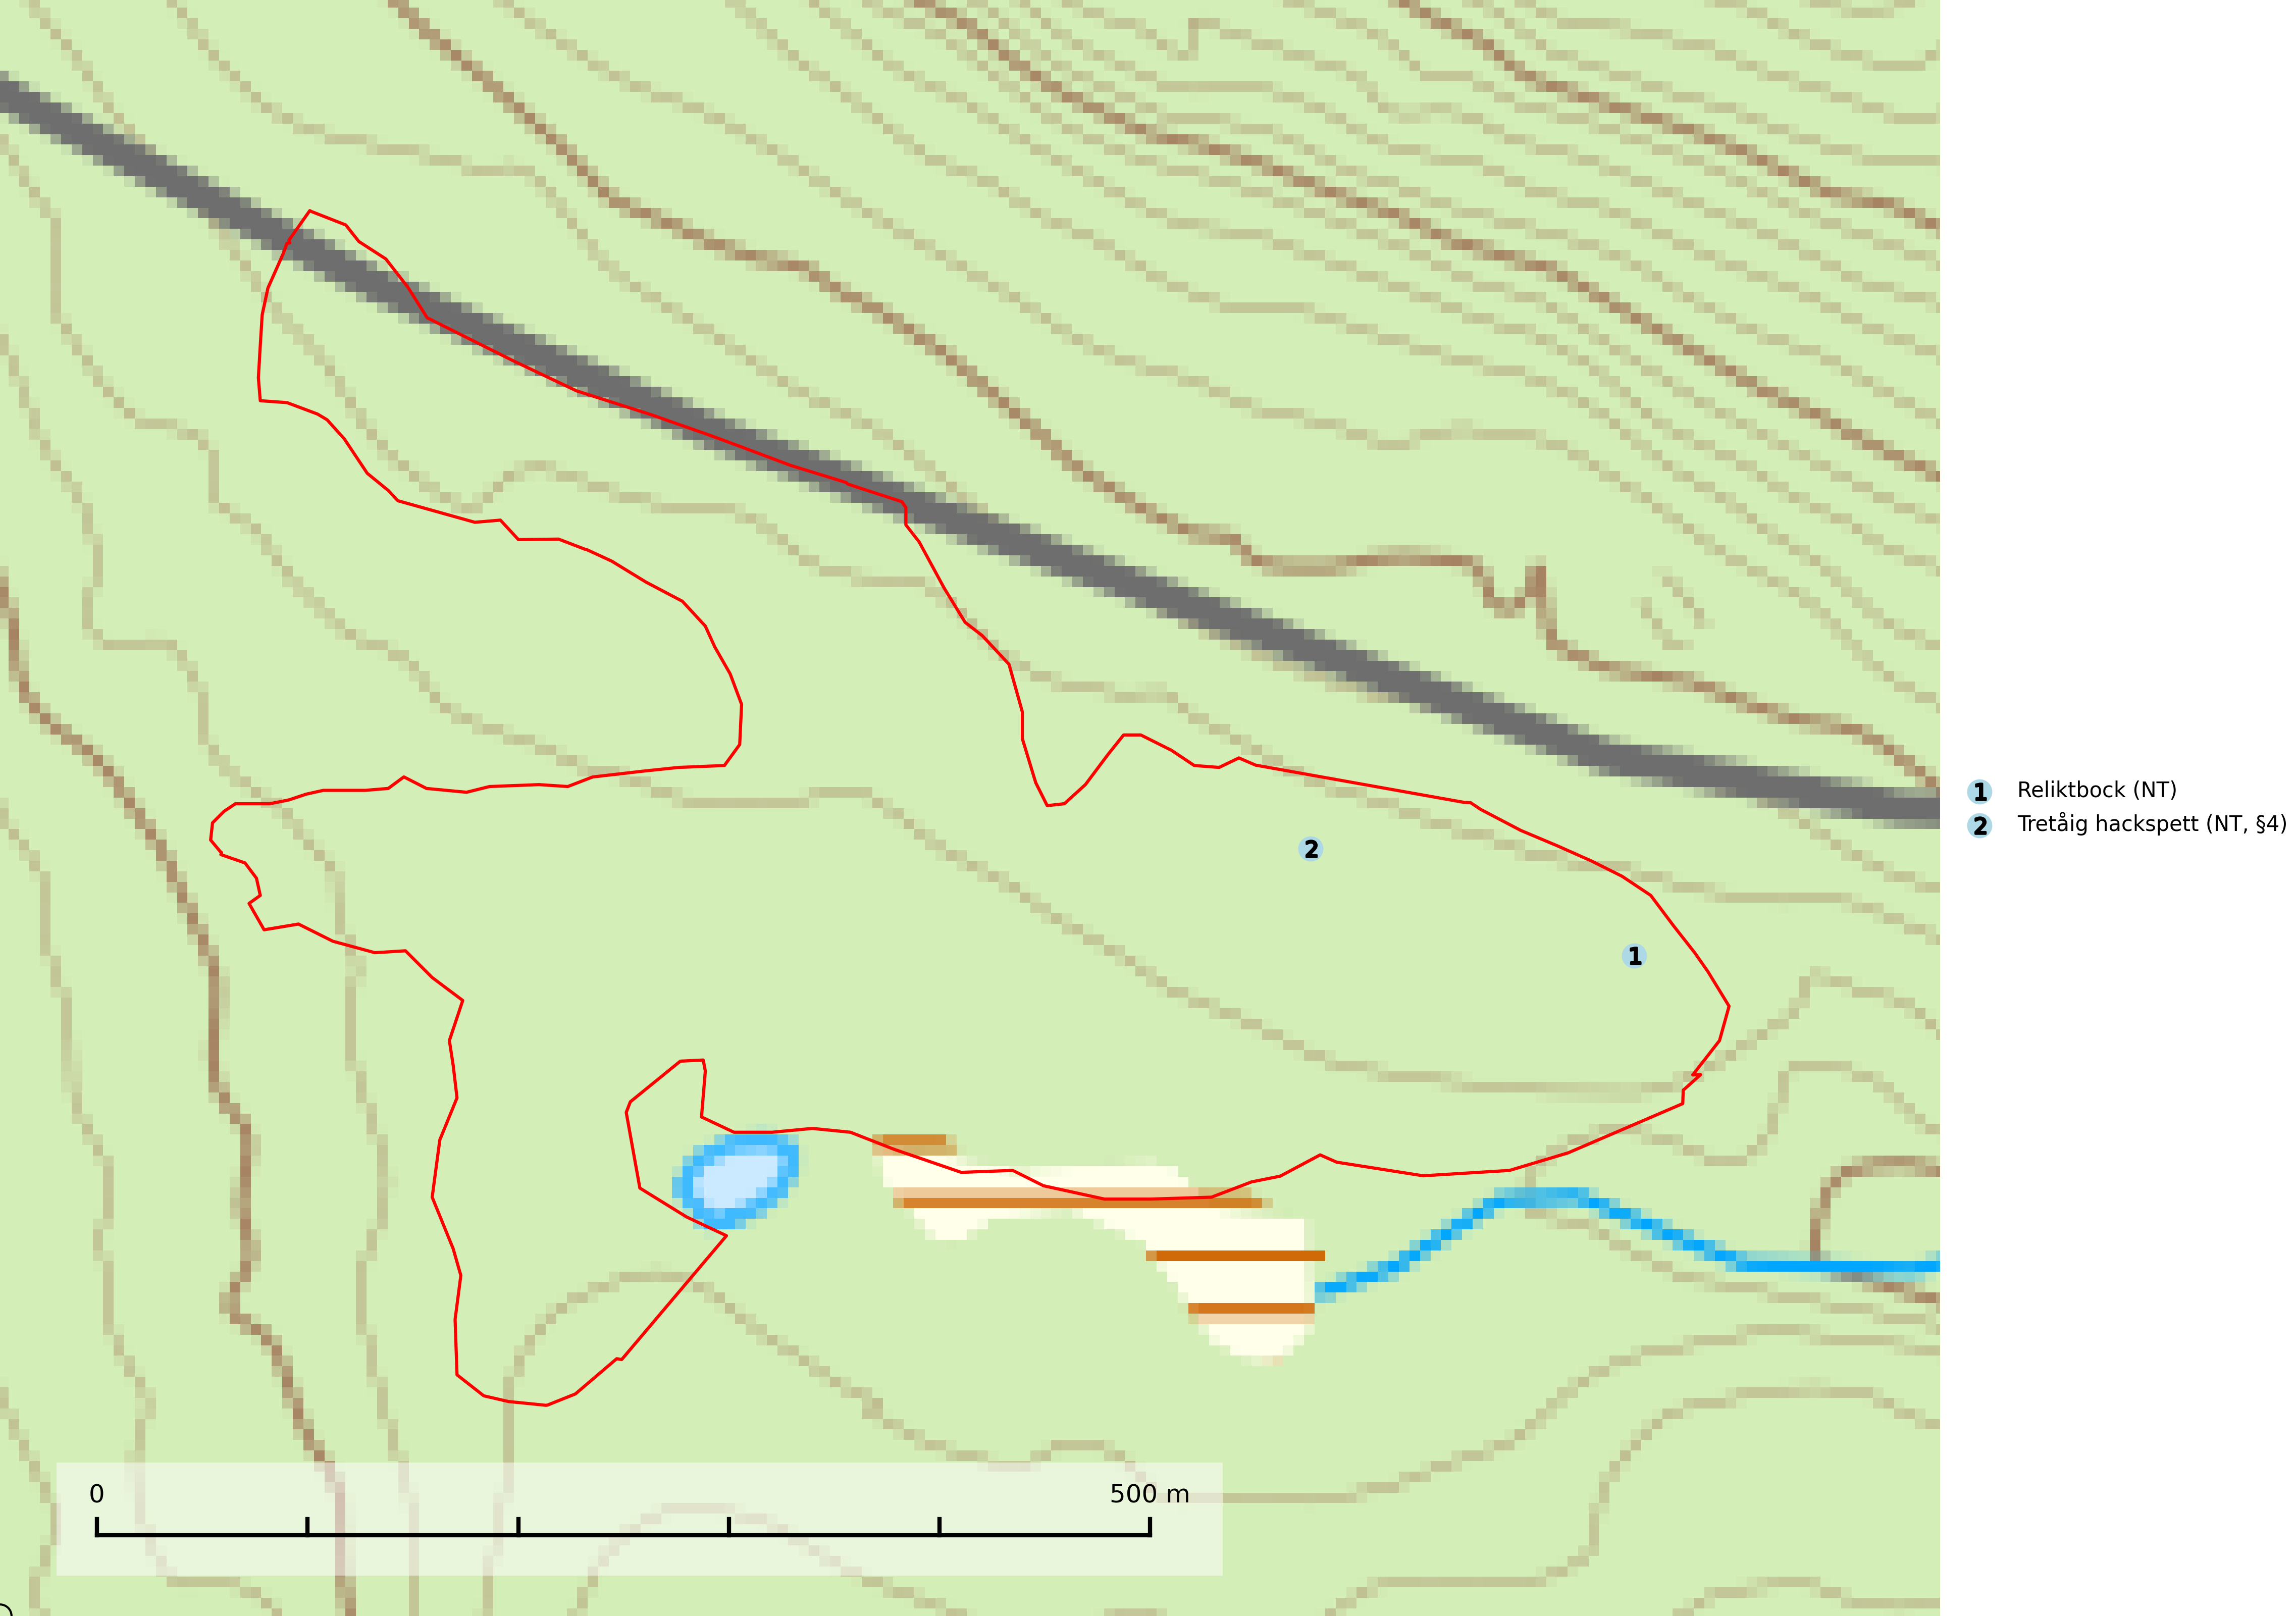 2
1
1 Reliktbock (NT)
2 Tretåig hackspett (NT, §4)
0 500 m